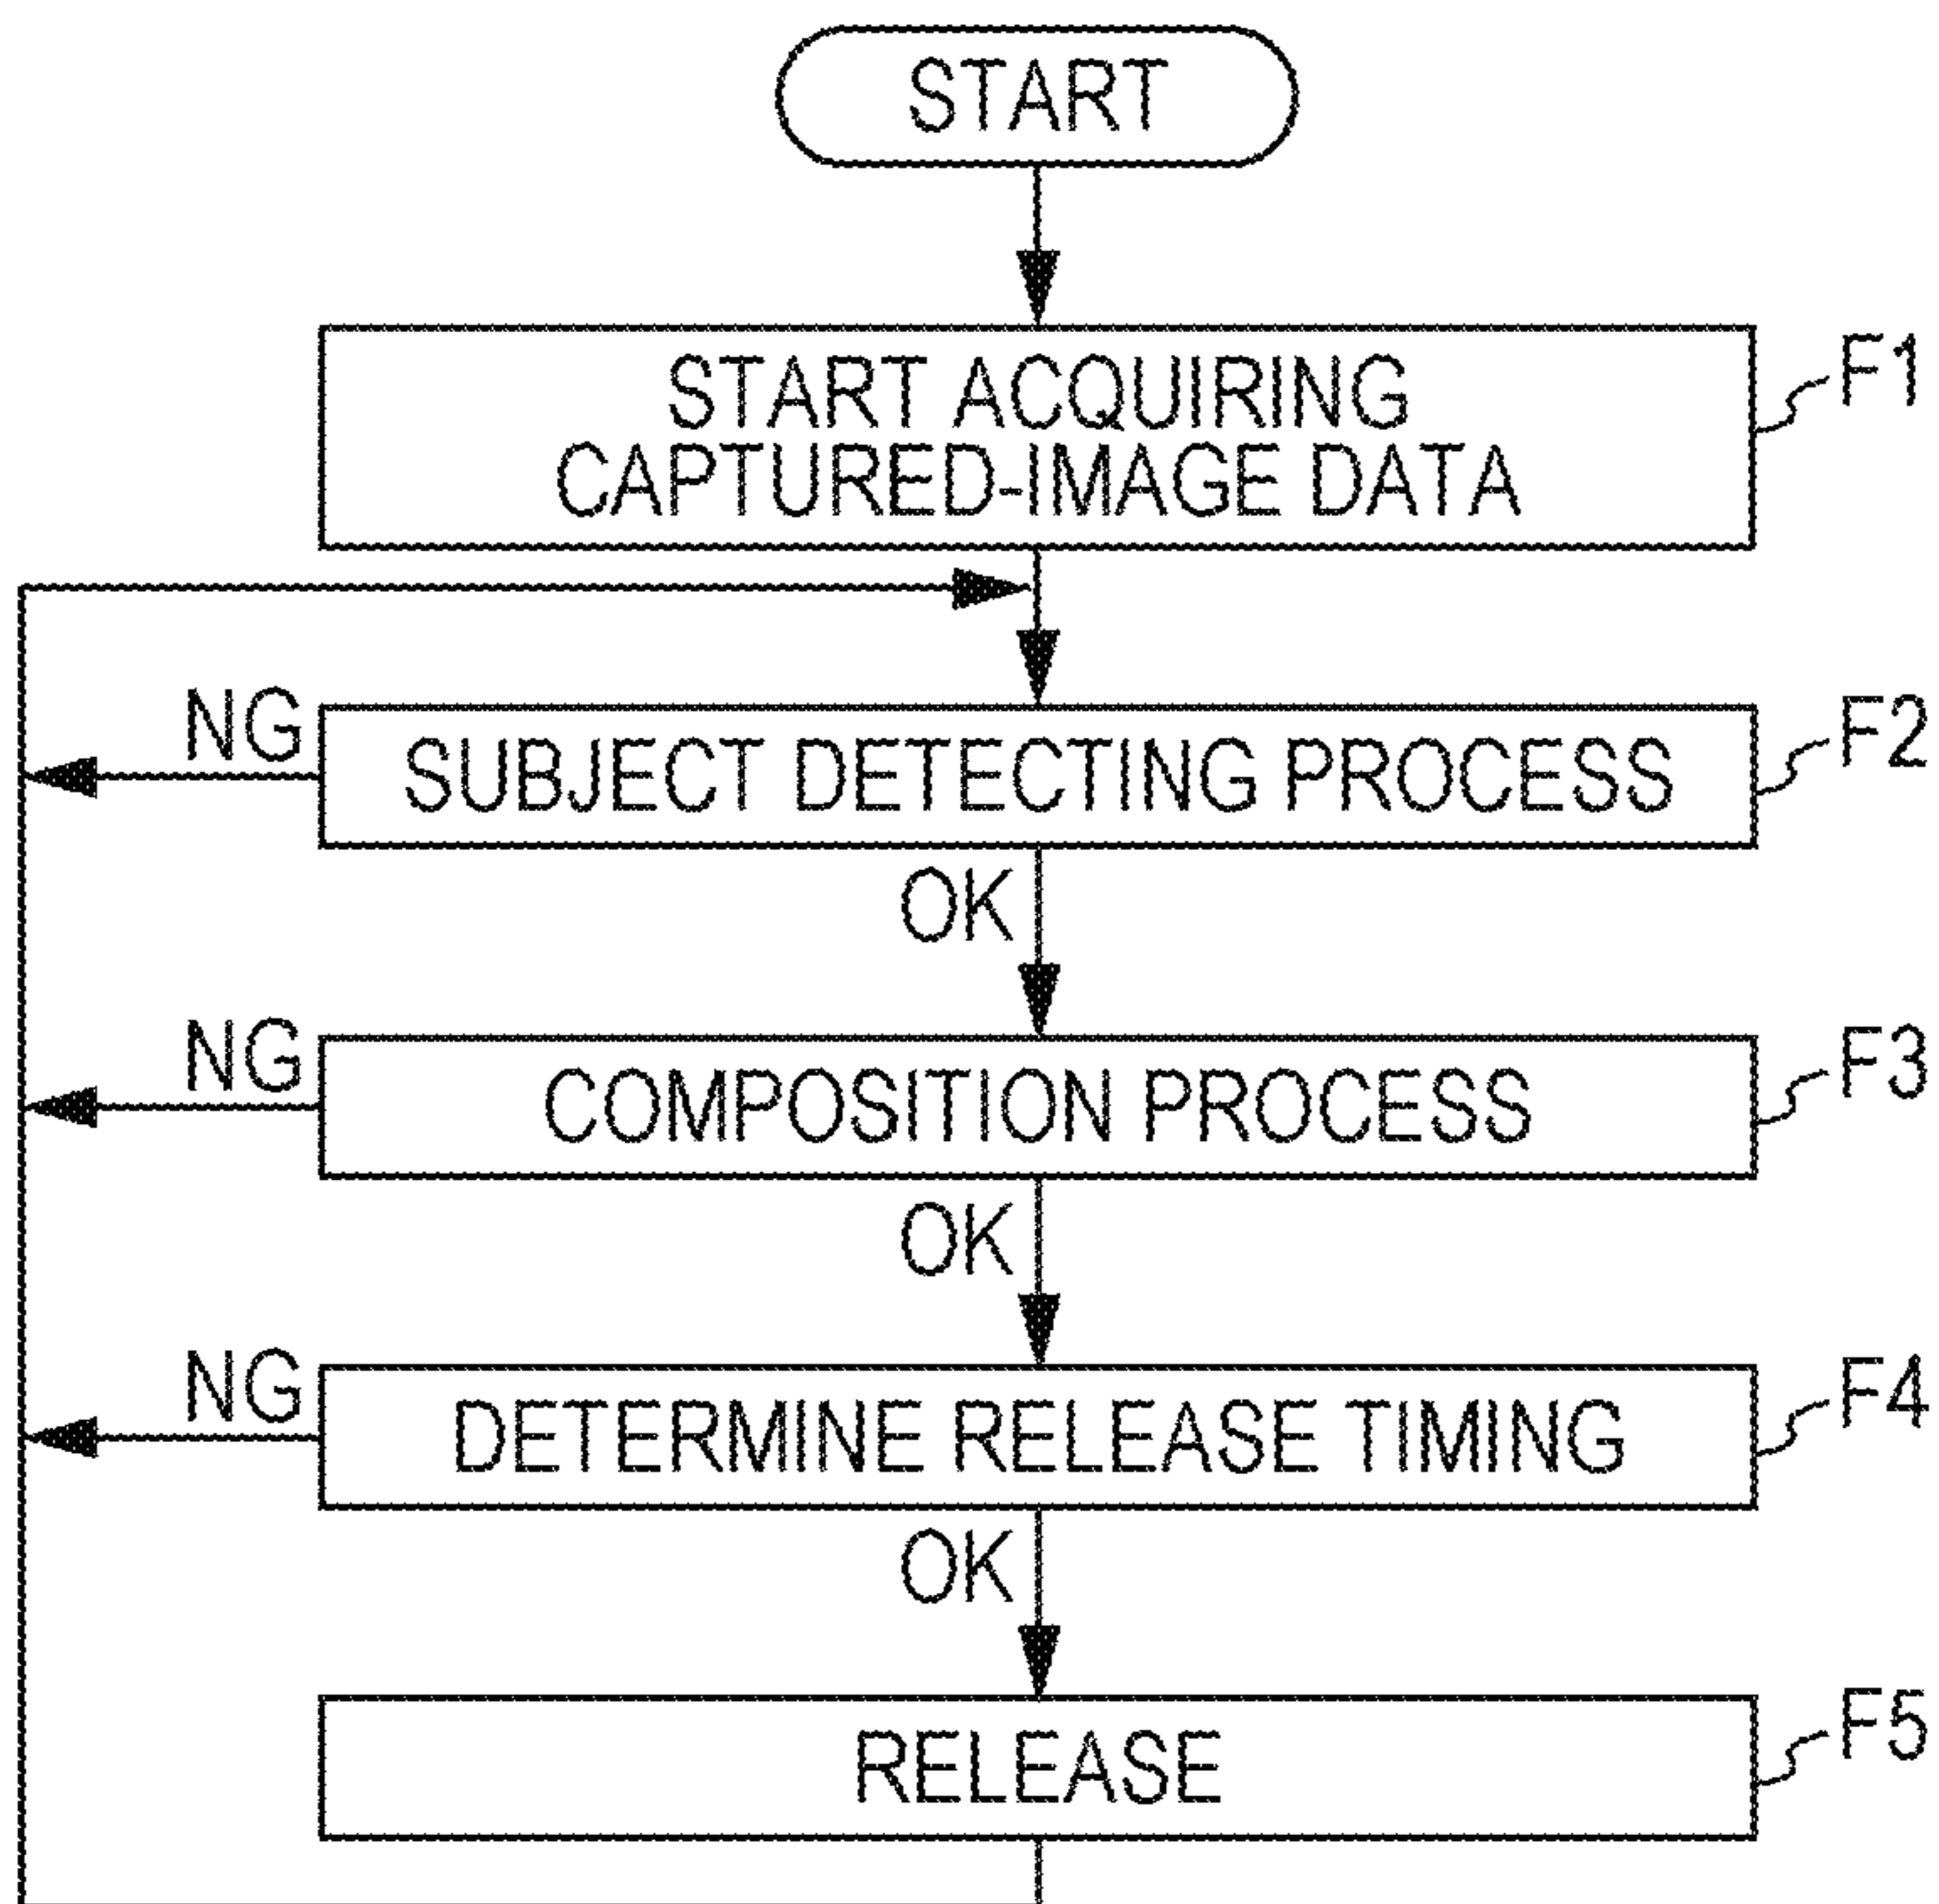 START
START ACQUIRING
CAPTURED-IMAGE DATA
F1
NG
SUBJECT DETECTING PROCESS
F2
OK
NG
COMPOSITION PROCESS
F3
OK
NG
DETERMINE RELEASE TIMING
F4
OK
RELEASE
F5